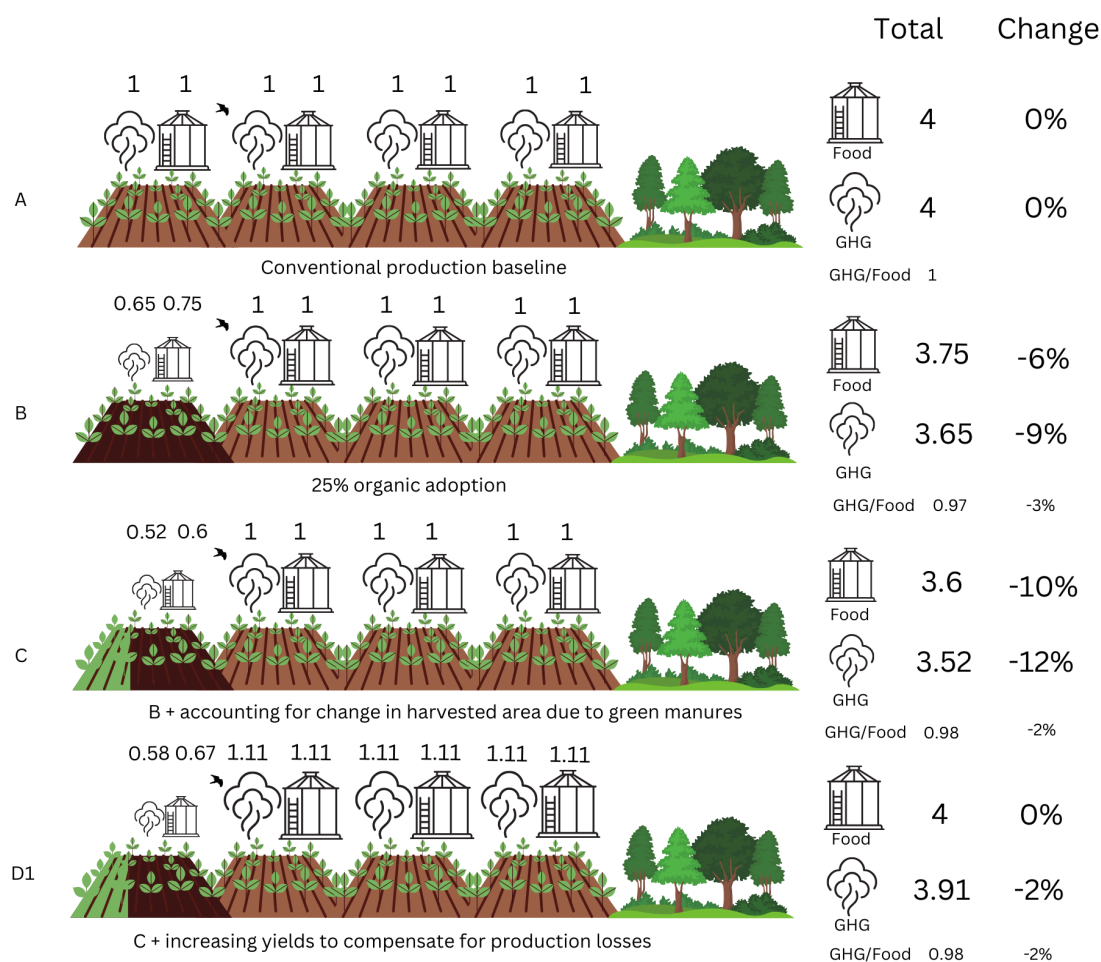 Total Change
1 1 1 1 1 1 1 1
4 0%
Food
A
4 0%
GHG
Conventional production baseline
GHG/Food 1
0.65 0.75 1 1 1 1 1 1
3.75 -6%
Food
B
3.65 -9%
GHG
25% organic adoption
GHG/Food 0.97 -3%
0.52 0.6 1 1 1 1 1 1
3.6 -10%
Food
C
3.52 -12%
GHG
B + accounting for change in harvested area due to green manures
GHG/Food 0.98 -2%
0.58 0.67 1.11 1.11 1.11 1.11 1.11 1.11
4 0%
Food
D1
3.91 -2%
GHG
C + increasing yields to compensate for production losses
GHG/Food 0.98 -2%